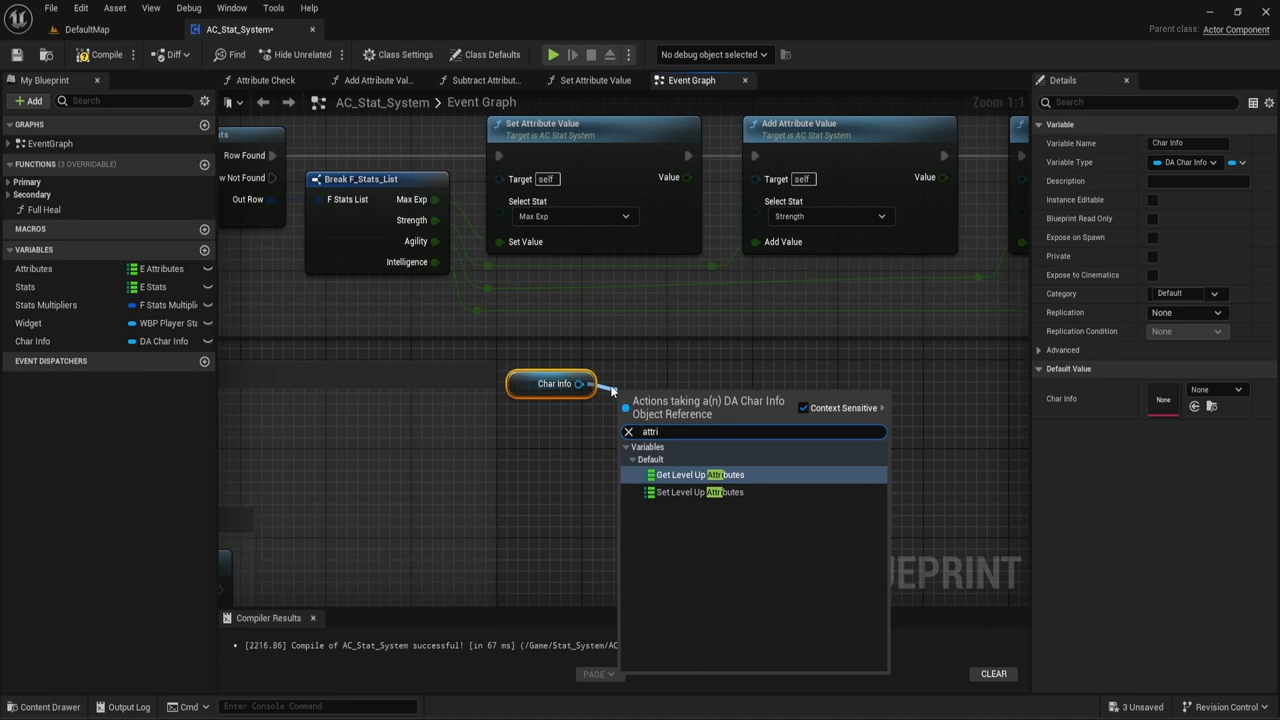 File Edit Asset View Debug Window Tools Help
DefaultMap
AC_Stat_System•
Parent class: Actor Component
Compile
Diff
Find
Hide Unrelated
Class Settings
Class Defaults
No debug object selected
My Blueprint
Attribute Check
Add Attribute Val...
Subtract Attribut...
Set Attribute Value
Event Graph
Details
Add
Search
AC_Stat_System > Event Graph
Zoom 1:1
Search
GRAPHS
EventGraph
FUNCTIONS (3 OVERRIDABLE)
Primary
Secondary
Full Heal
MACROS
VARIABLES
Attributes E Attributes
Stats E Stats
Stats Multipliers F Stats Multipli
Widget WBP Player Sta
Char Info DA Char Info
EVENT DISPATCHERS
Row Found
Row Not Found
Out Row
Break F_Stats_List
F Stats List
Max Exp
Strength
Agility
Intelligence
Set Attribute Value
Target is AC Stat System
Target self
Value
Select Stat
Max Exp
Set Value
Add Attribute Value
Target is AC Stat System
Target self
Value
Select Stat
Strength
Add Value
Char Info
Actions taking a(n) DA Char Info
Object Reference
Context Sensitive
attri
Variables
Default
Get Level Up Attributes
Set Level Up Attributes
Variable
Variable Name Char Info
Variable Type DA Char Info
Description
Instance Editable
Blueprint Read Only
Expose on Spawn
Private
Expose to Cinematics
Category Default
Replication None
Replication Condition None
Advanced
Default Value
Char Info None None
Compiler Results
[2216.86] Compile of AC_Stat_System successful! [in 67 ms] (/Game/Stat_System/AC
PAGE
CLEAR
Content Drawer
Output Log
Cmd
Enter Console Command
3 Unsaved
Revision Control